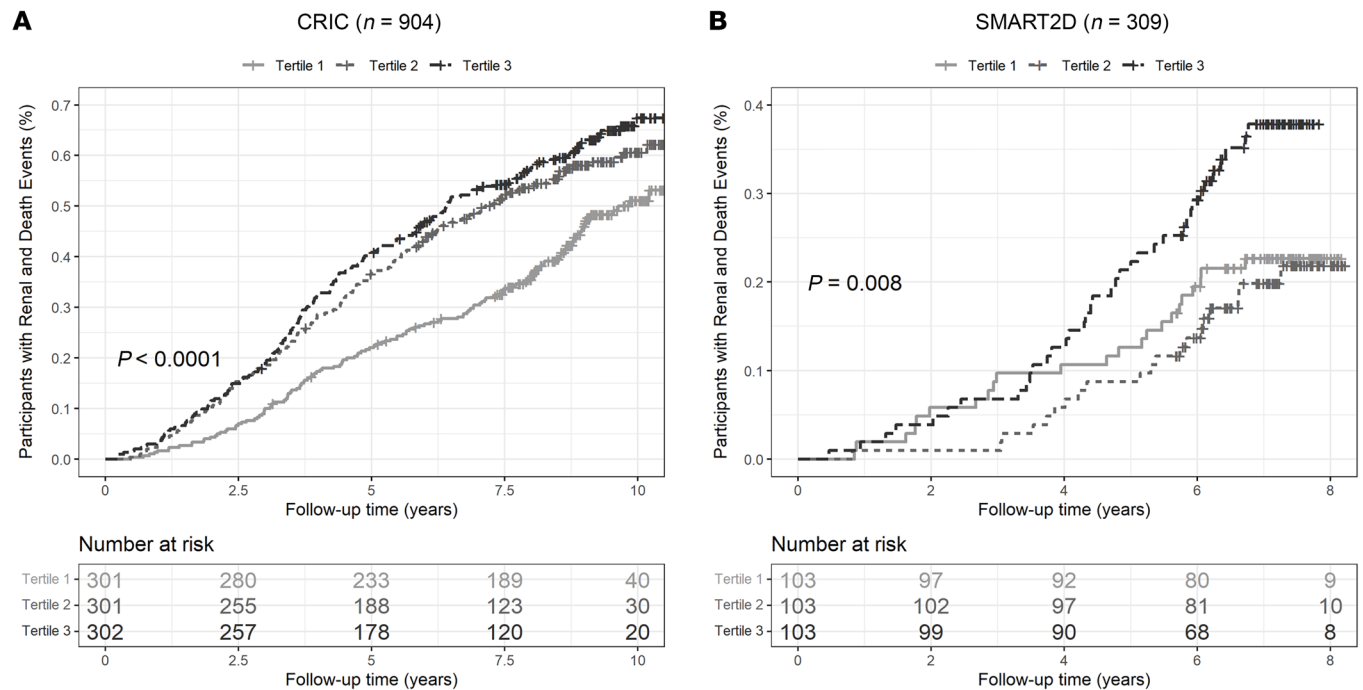 A
CRIC (n = 904)
Tertile 1 Tertile 2 Tertile 3
Participants with Renal and Death Events (%)
0.7
0.6
0.5
0.4
0.3
0.2
0.1
0.0
P < 0.0001
0 2.5 5 7.5 10
Follow-up time (years)
Number at risk
Tertile 1 301 280 233 189 40
Tertile 2 301 255 188 123 30
Tertile 3 302 257 178 120 20
0 2.5 5 7.5 10
Follow-up time (years)
B
SMART2D (n = 309)
Tertile 1 Tertile 2 Tertile 3
Participants with Renal and Death Events (%)
0.4
0.3
0.2
0.1
0.0
P = 0.008
0 2 4 6 8
Follow-up time (years)
Number at risk
Tertile 1 103 97 92 80 9
Tertile 2 103 102 97 81 10
Tertile 3 103 99 90 68 8
0 2 4 6 8
Follow-up time (years)